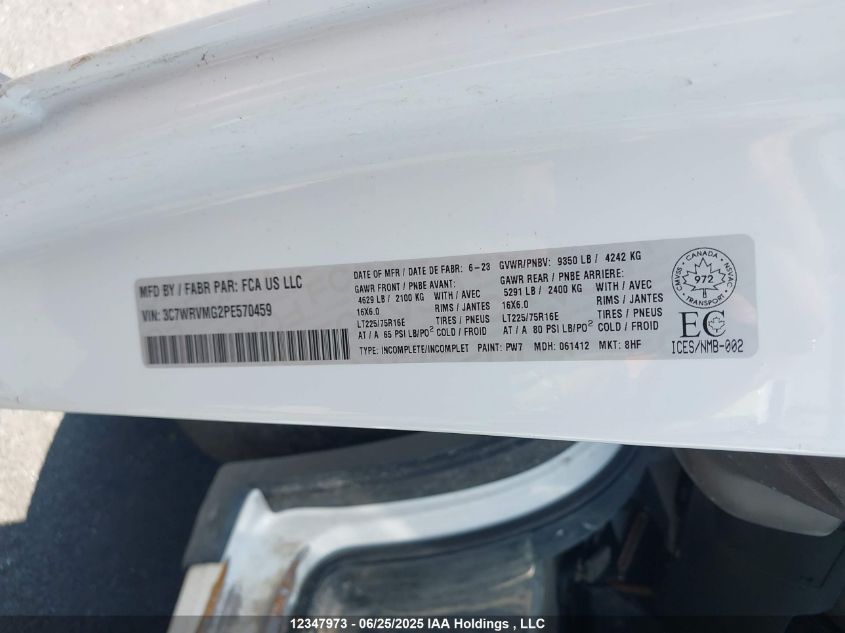 MFD BY / FABR PAR: FCA US LLC
VIN: 3C7WRVMG2PE570459
DATE OF MFR / DATE DE FABR: 6-23
GVWR/PNBV: 9350 LB / 4242 KG
GAWR FRONT / PNBE AVANT:
4629 LB / 2100 KG WITH / AVEC
16X6.0 RIMS / JANTES
LT225/75R16E TIRES / PNEUS
AT / A 65 PSI LB/PO² COLD / FROID
GAWR REAR / PNBE ARRIERE:
5291 LB / 2400 KG WITH / AVEC
16X6.0 RIMS / JANTES
LT225/75R16E TIRES / PNEUS
AT / A 80 PSI LB/PO² COLD / FROID
TYPE: INCOMPLETE/INCOMPLET PAINT: PW7 MDH: 061412 MKT: 8HF
CMVSS · CANADA · NSVAC
972
TRANSPORT
EC
ICES/NMB-002
12347973 - 06/25/2025 IAA Holdings , LLC